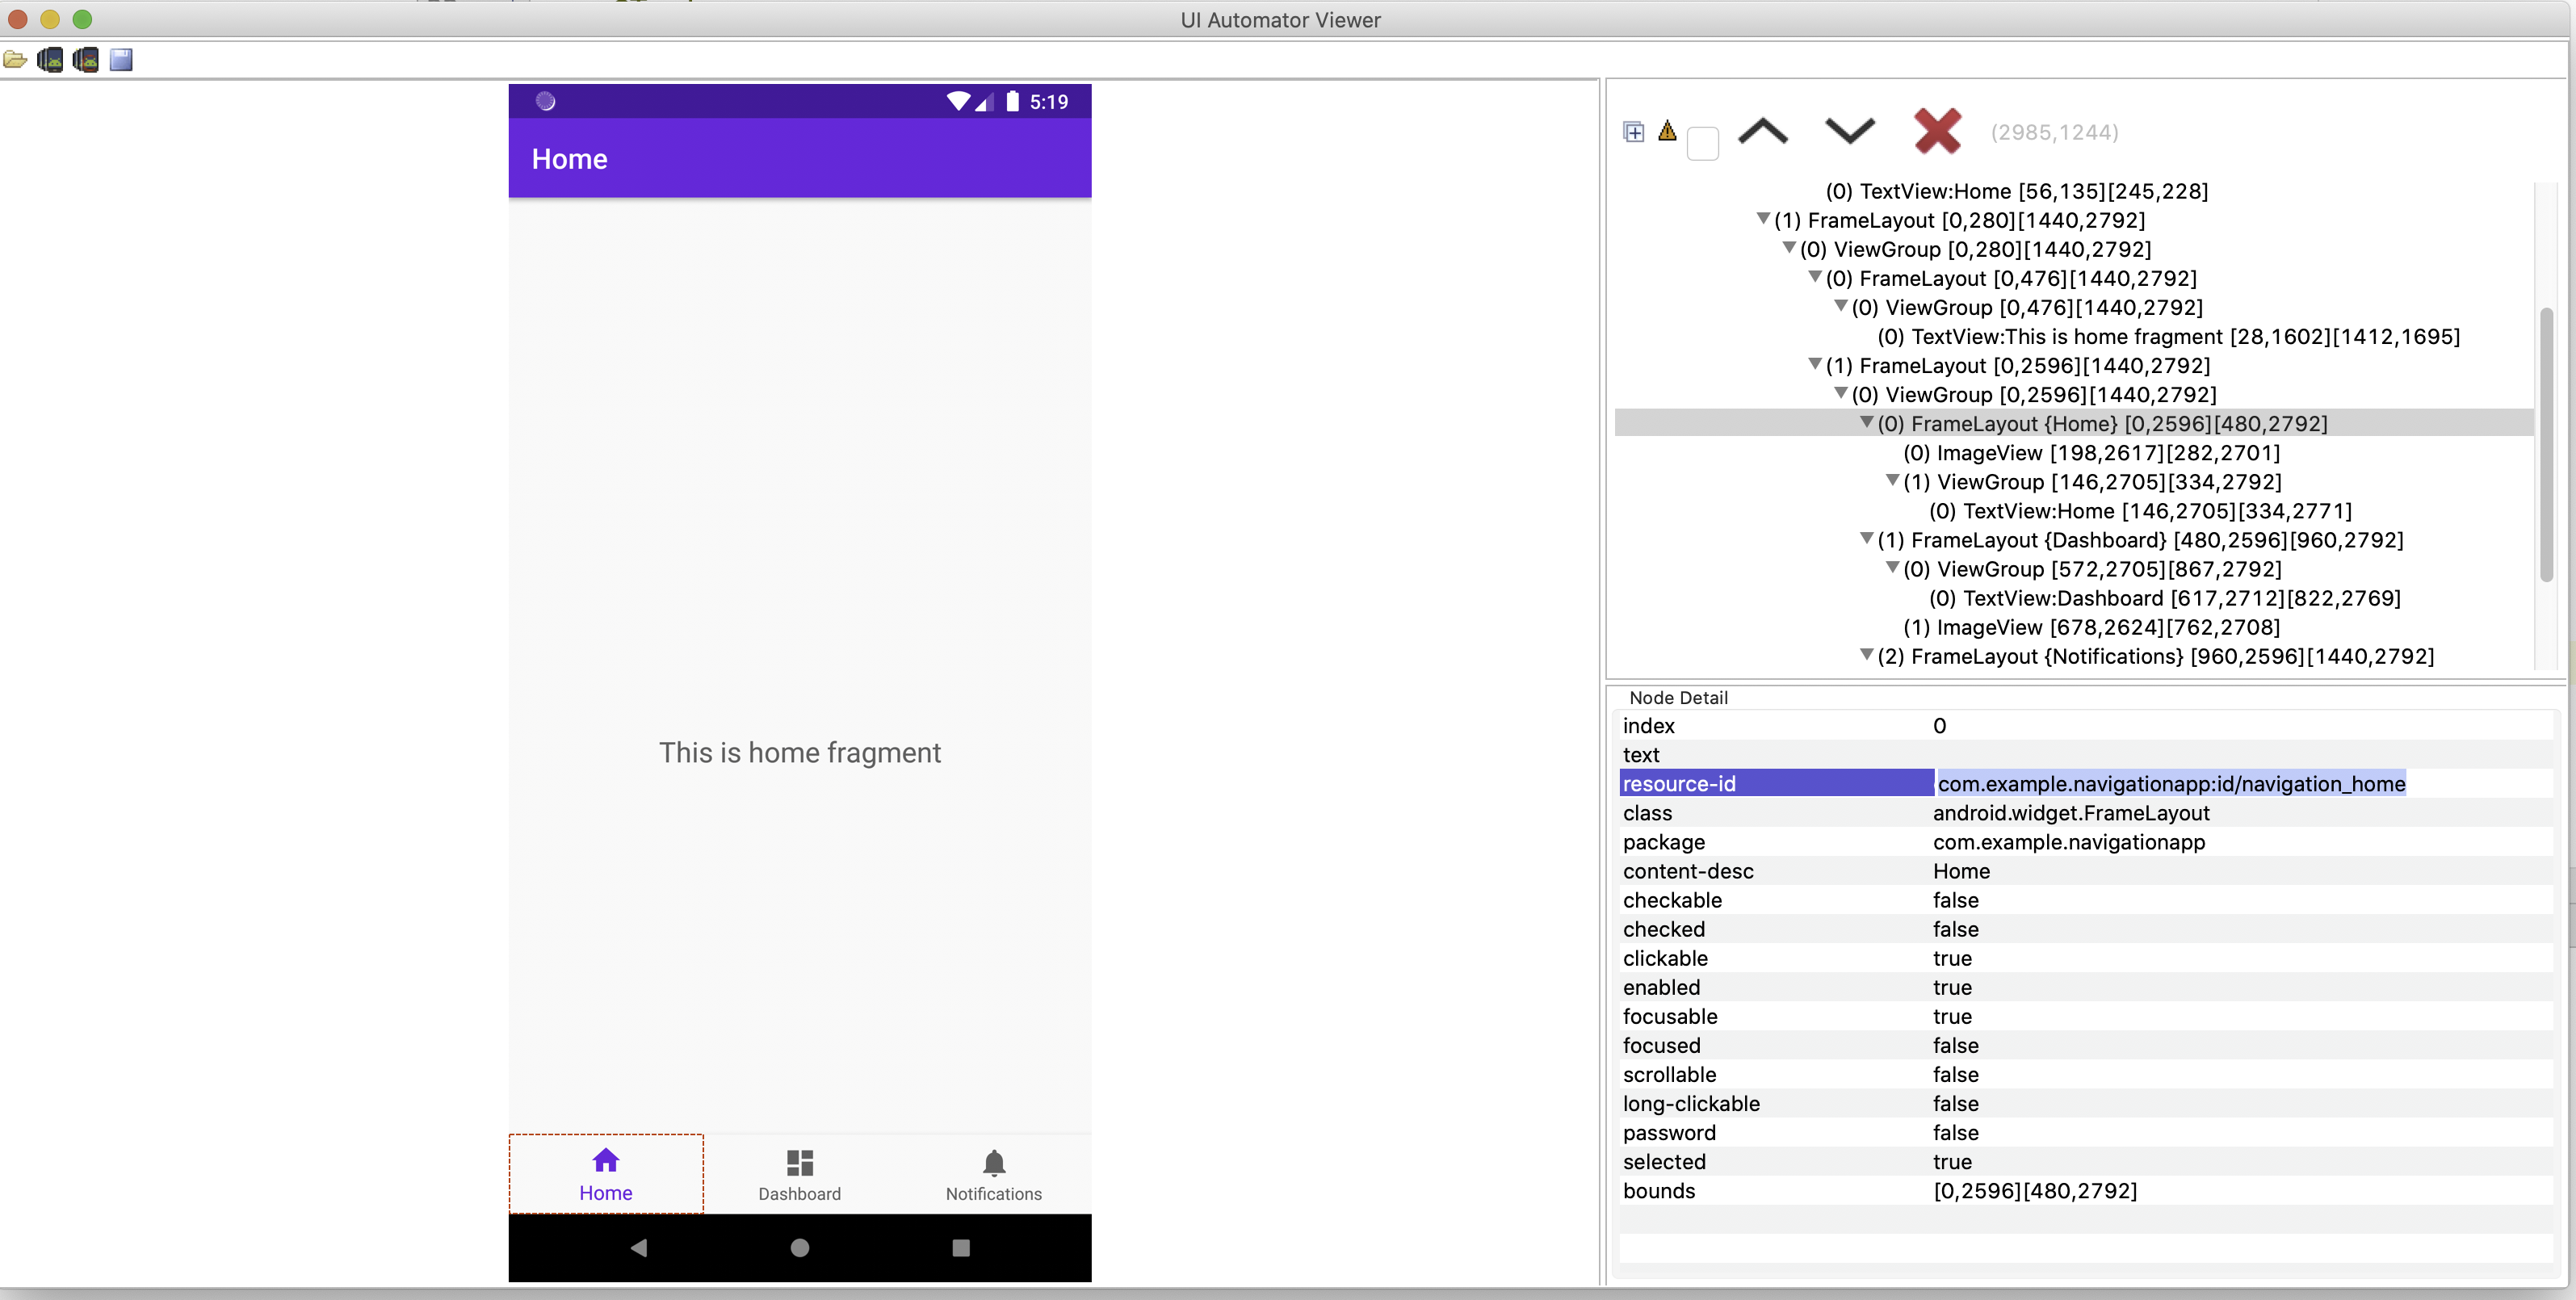 UI Automator Viewer
5:19
Home
This is home fragment
Home
Dashboard
Notifications
(2985,1244)
(0) TextView:Home [56,135][245,228]
(1) FrameLayout [0,280][1440,2792]
(0) ViewGroup [0,280][1440,2792]
(0) FrameLayout [0,476][1440,2792]
(0) ViewGroup [0,476][1440,2792]
(0) TextView:This is home fragment [28,1602][1412,1695]
(1) FrameLayout [0,2596][1440,2792]
(0) ViewGroup [0,2596][1440,2792]
(0) FrameLayout {Home} [0,2596][480,2792]
(0) ImageView [198,2617][282,2701]
(1) ViewGroup [146,2705][334,2792]
(0) TextView:Home [146,2705][334,2771]
(1) FrameLayout {Dashboard} [480,2596][960,2792]
(0) ViewGroup [572,2705][867,2792]
(0) TextView:Dashboard [617,2712][822,2769]
(1) ImageView [678,2624][762,2708]
(2) FrameLayout {Notifications} [960,2596][1440,2792]
Node Detail
index 0
text
resource-id com.example.navigationapp:id/navigation_home
class android.widget.FrameLayout
package com.example.navigationapp
content-desc Home
checkable false
checked false
clickable true
enabled true
focusable true
focused false
scrollable false
long-clickable false
password false
selected true
bounds [0,2596][480,2792]